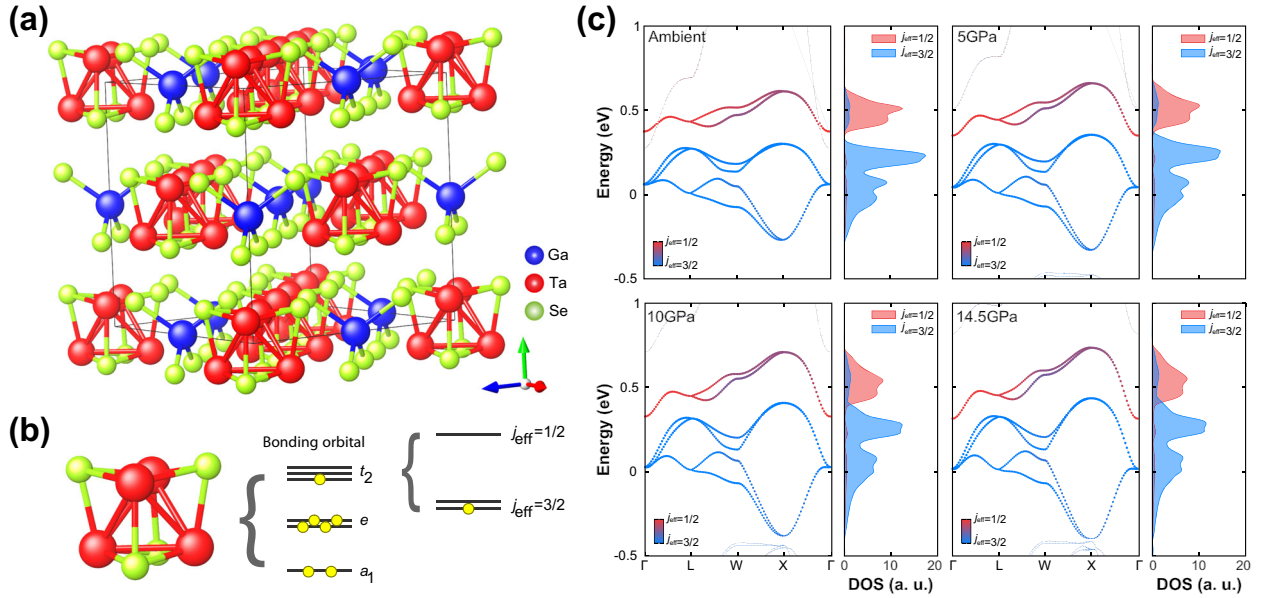 (a)
Ga
Ta
Se
(b)
Bonding orbital
t2
e
a1
jeff=1/2
jeff=3/2
(c)
Energy (eV)
1
0.5
0
-0.5
Ambient
jeff=1/2
jeff=3/2
jeff=1/2
jeff=3/2
5GPa
jeff=1/2
jeff=3/2
jeff=1/2
jeff=3/2
Energy (eV)
1
0.5
0
-0.5
10GPa
jeff=1/2
jeff=3/2
Γ L W X Γ
jeff=1/2
jeff=3/2
0 5 10 15 20
DOS (a. u.)
14.5GPa
jeff=1/2
jeff=3/2
Γ L W X Γ
jeff=1/2
jeff=3/2
0 5 10 15 20
DOS (a. u.)